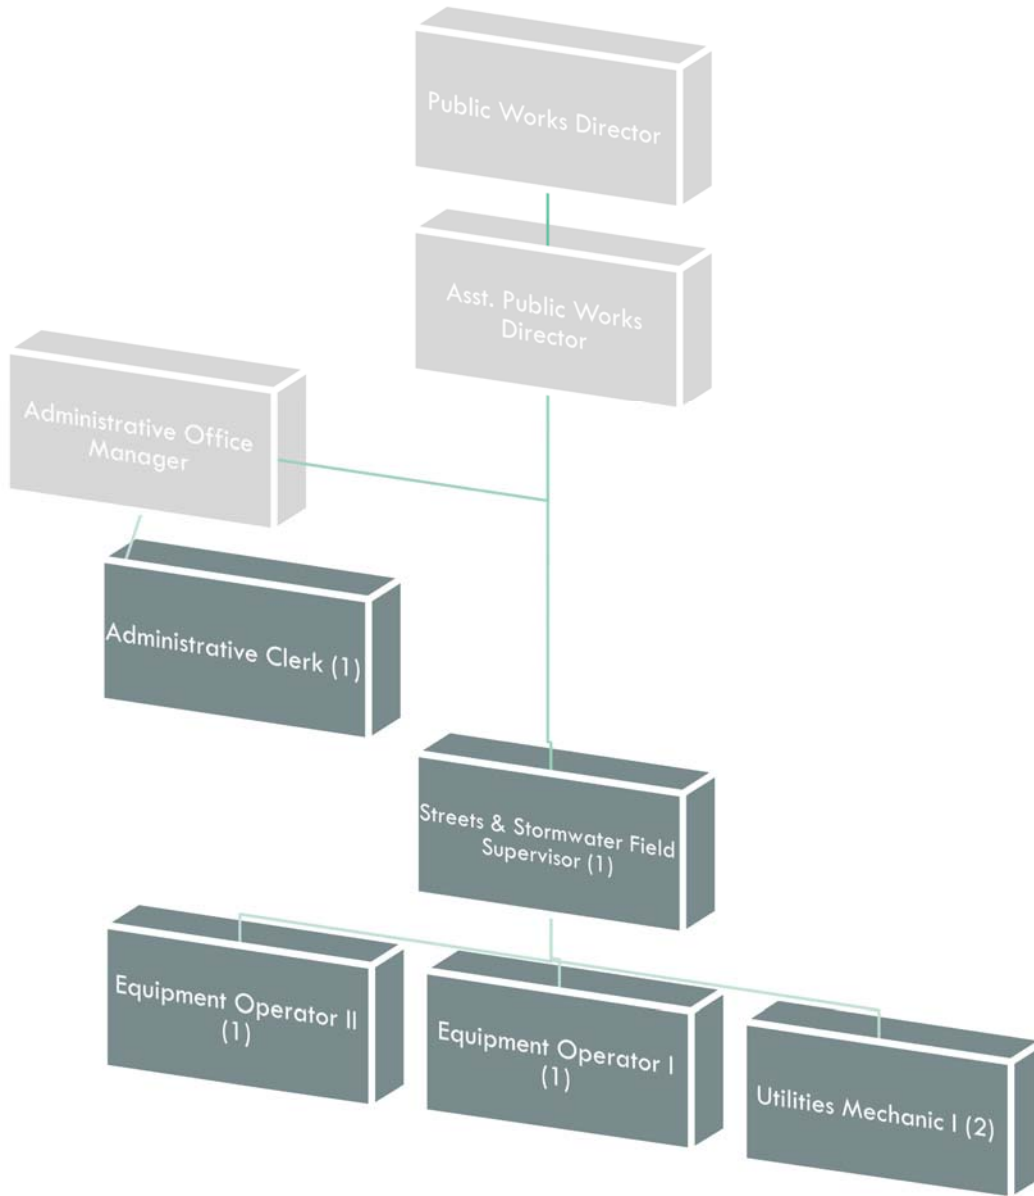 Public Works Director
Asst. Public Works
Director
Administrative Office
Manager
Administrative Clerk (1)
Streets & Stormwater Field
Supervisor (1)
Equipment Operator II
(1)
Equipment Operator I
(1)
Utilities Mechanic I (2)